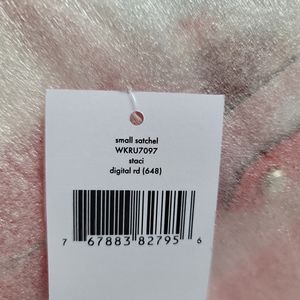 small satchel
WKRU7097
staci
digital rd (648)
7 67883 82795 6